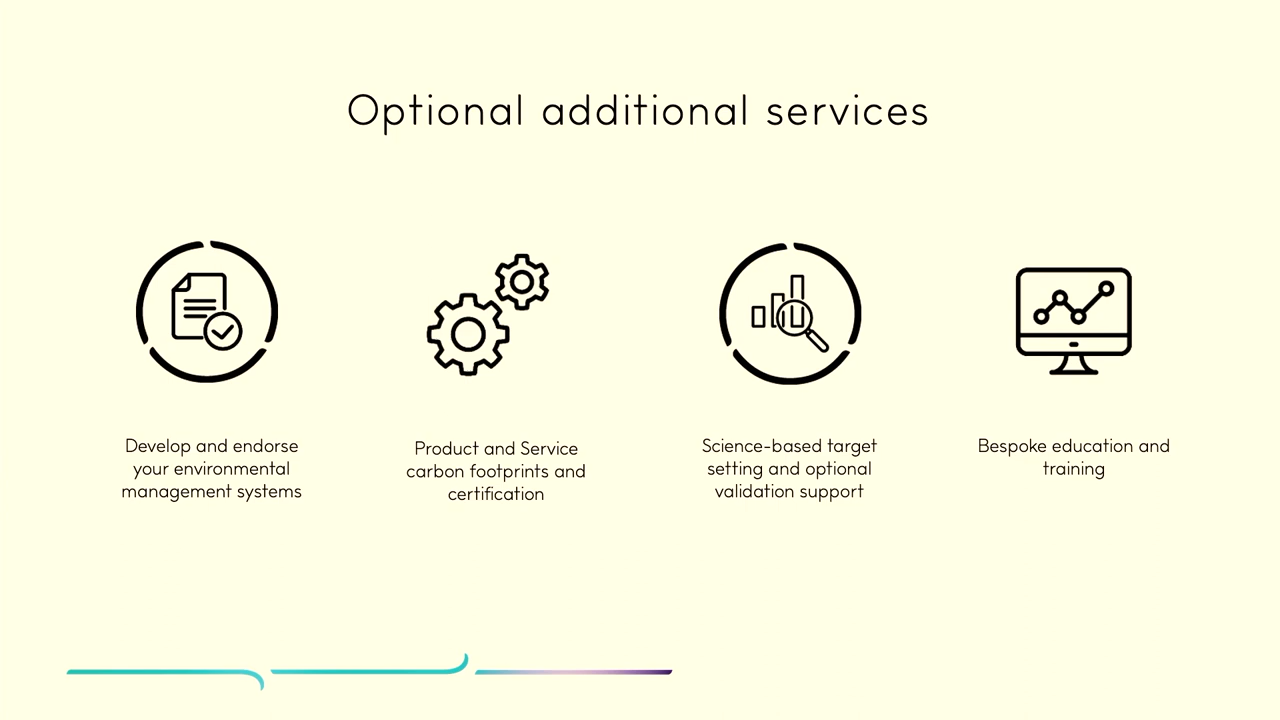 Optional additional services
Develop and endorse
your environmental
management systems
Product and Service
carbon footprints and
certification
Science-based target
setting and optional
validation support
Bespoke education and
training